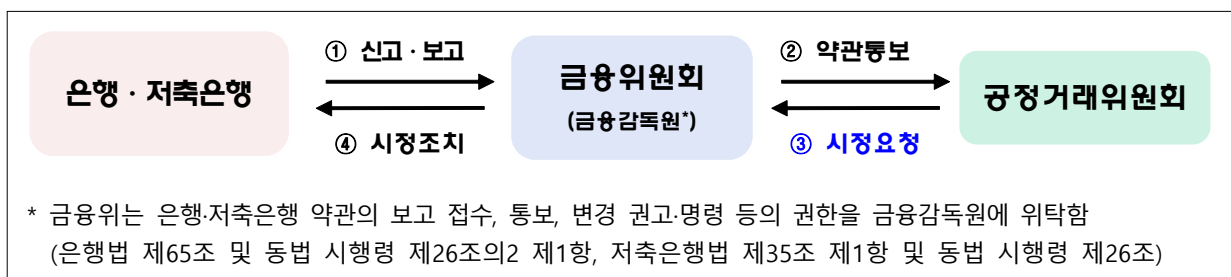 은행·저축은행
① 신고·보고
④ 시정조치
금융위원회
(금융감독원*)
② 약관통보
③ 시정요청
공정거래위원회
* 금융위는 은행·저축은행 약관의 보고 접수, 통보, 변경 권고·명령 등의 권한을 금융감독원에 위탁함
(은행법 제65조 및 동법 시행령 제26조의2 제1항, 저축은행법 제35조 제1항 및 동법 시행령 제26조)